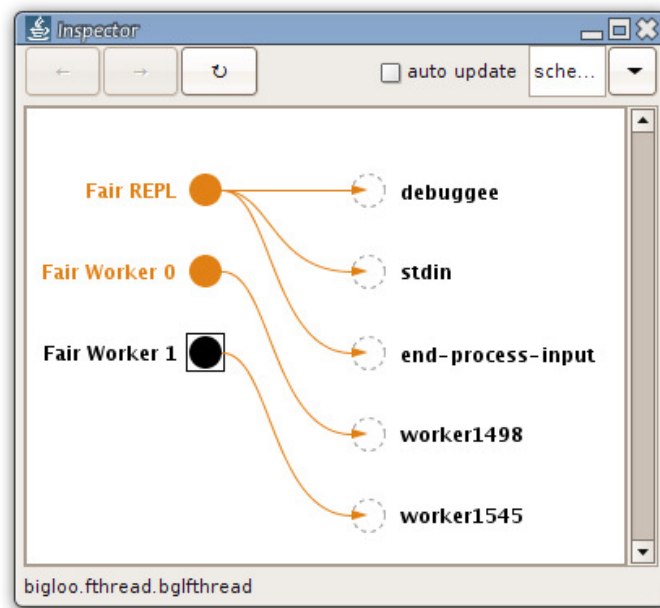 Inspector
auto update sche...
Fair REPL debuggee
Fair Worker 0 stdin
Fair Worker 1 end-process-input
worker1498
worker1545
bigloo.fthread.bglfthread